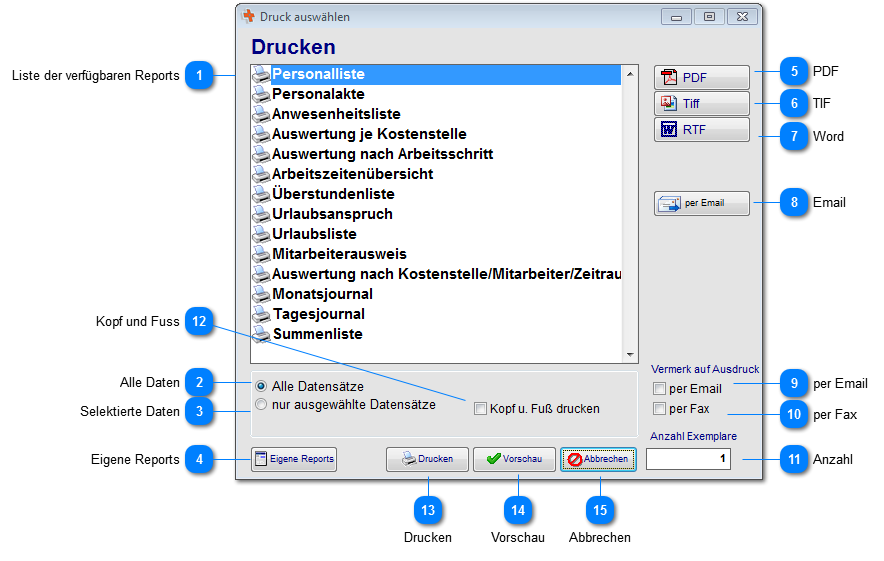 Druck auswählen
Drucken
Liste der verfügbaren Reports 1
Personalliste
Personalakte
Anwesenheitsliste
Auswertung je Kostenstelle
Auswertung nach Arbeitsschritt
Arbeitszeitenübersicht
Überstundenliste
Urlaubsanspruch
Urlaubsliste
Mitarbeiterausweis
Auswertung nach Kostenstelle/Mitarbeiter/Zeitrau
Monatsjournal
Tagesjournal
Summenliste
PDF 5 PDF
Tiff 6 TIF
RTF 7 Word
per Email 8 Email
Kopf und Fuss 12
Alle Daten 2 Alle Datensätze
Selektierte Daten 3 nur ausgewählte Datensätze
Kopf u. Fuß drucken
Vermerk auf Ausdruck
per Email 9 per Email
per Fax 10 per Fax
Anzahl Exemplare
1 11 Anzahl
Eigene Reports 4 Eigene Reports
Drucken Vorschau Abbrechen
13 14 15
Drucken Vorschau Abbrechen